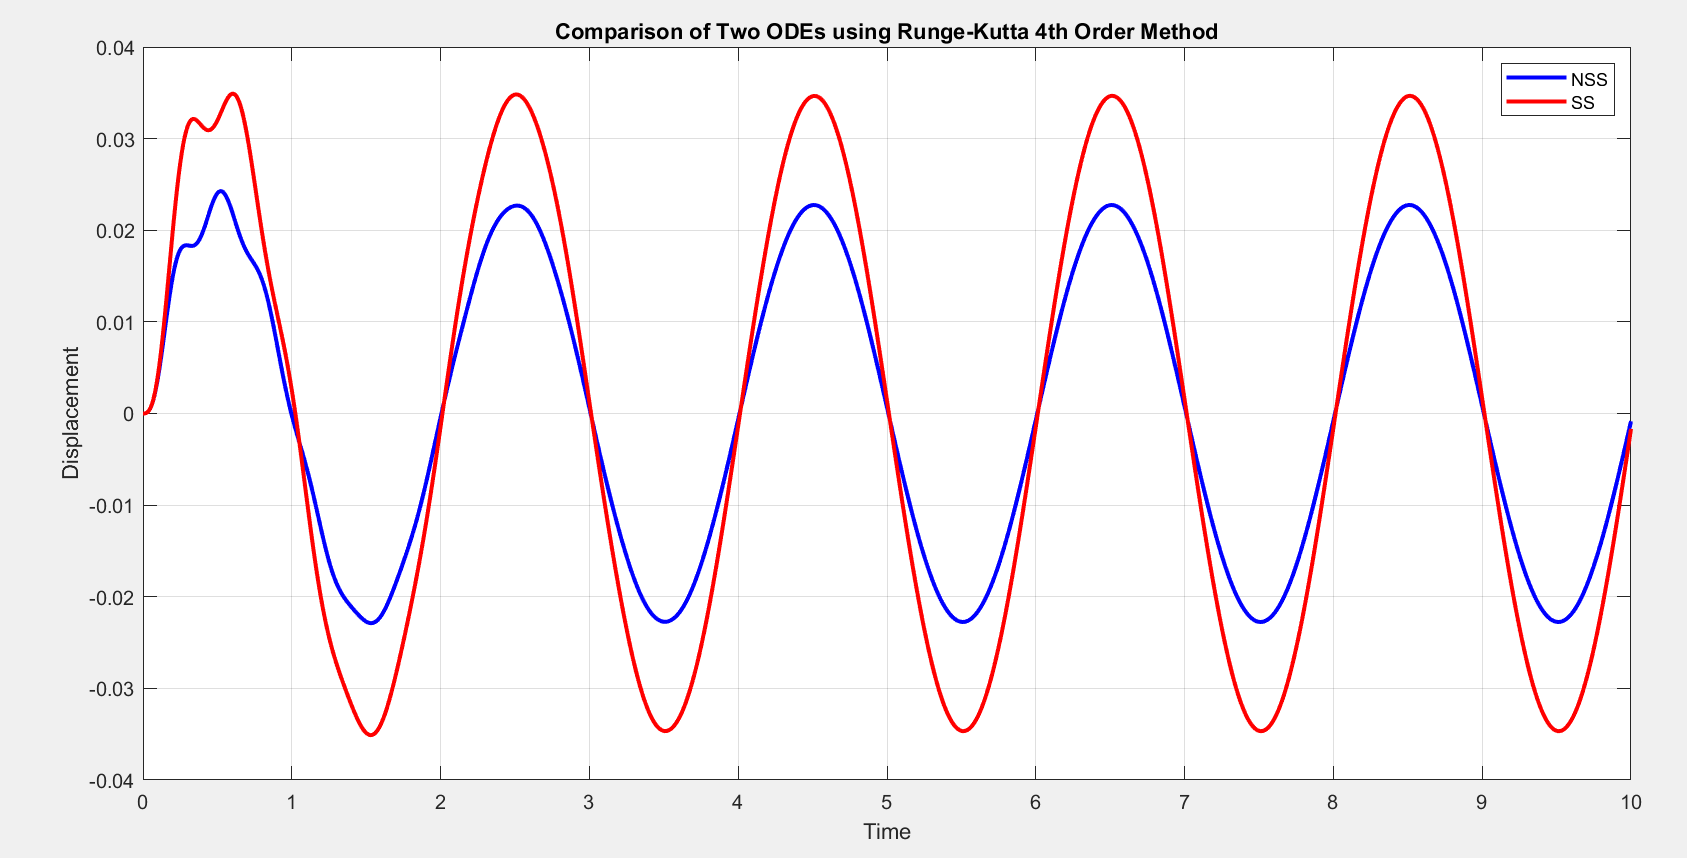 Comparison of Two ODEs using Runge-Kutta 4th Order Method
NSS
SS
0.04
0.03
0.02
0.01
0
-0.01
-0.02
-0.03
-0.04
Displacement
0 1 2 3 4 5 6 7 8 9 10
Time